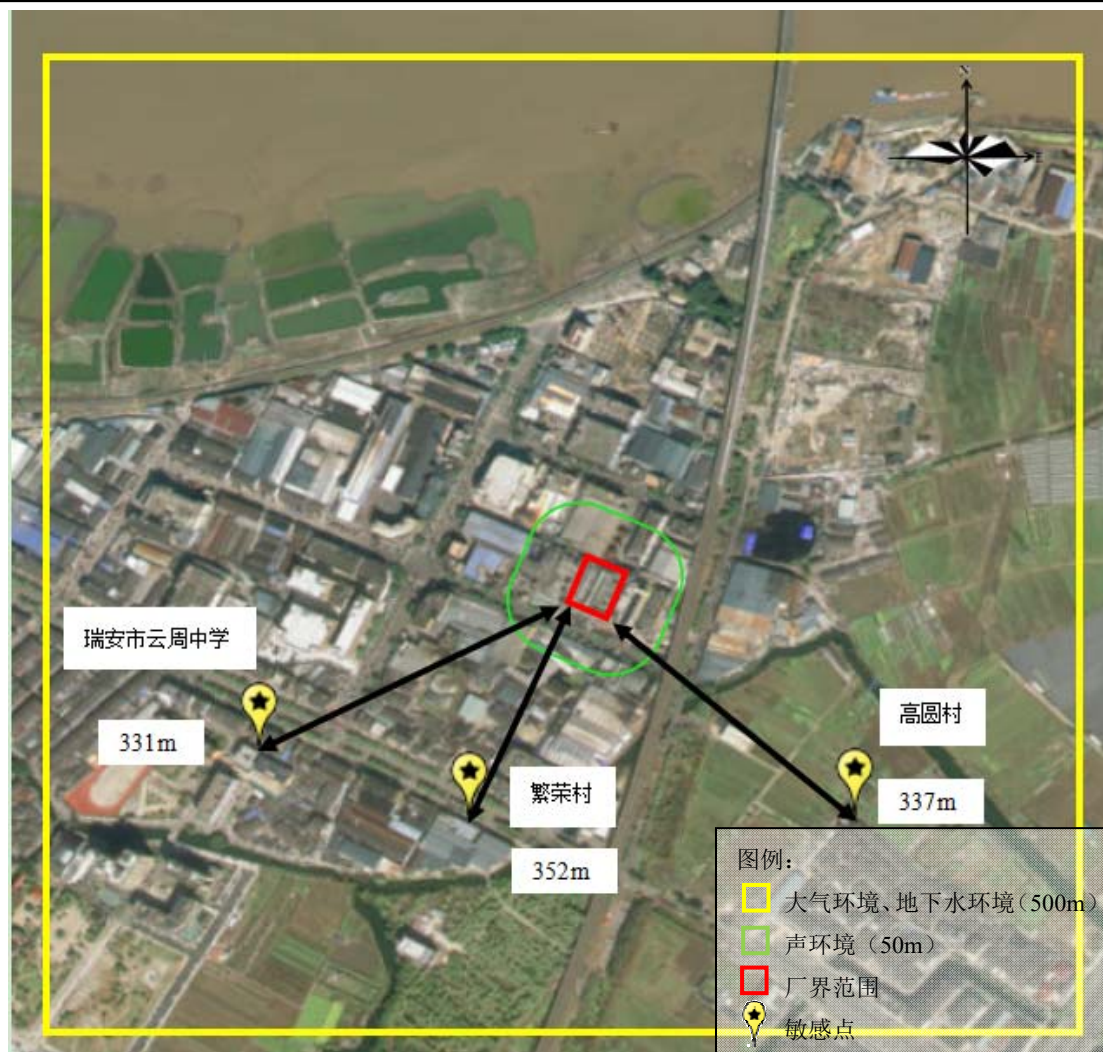 N
E
瑞安市云周中学
331m
繁荣村
352m
高圆村
337m
图例：
大气环境、地下水环境（500m）
声环境（50m）
厂界范围
敏感点